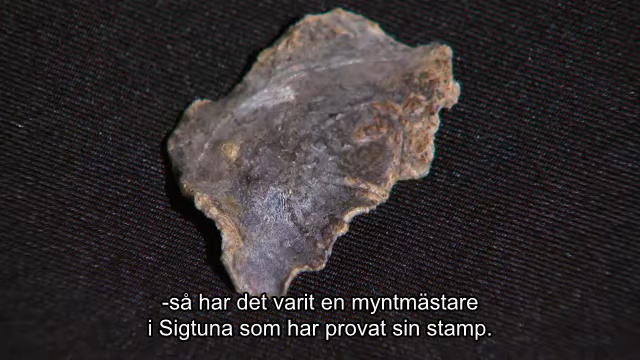 -så har det varit en myntmästare
i Sigtuna som har provat sin stamp.